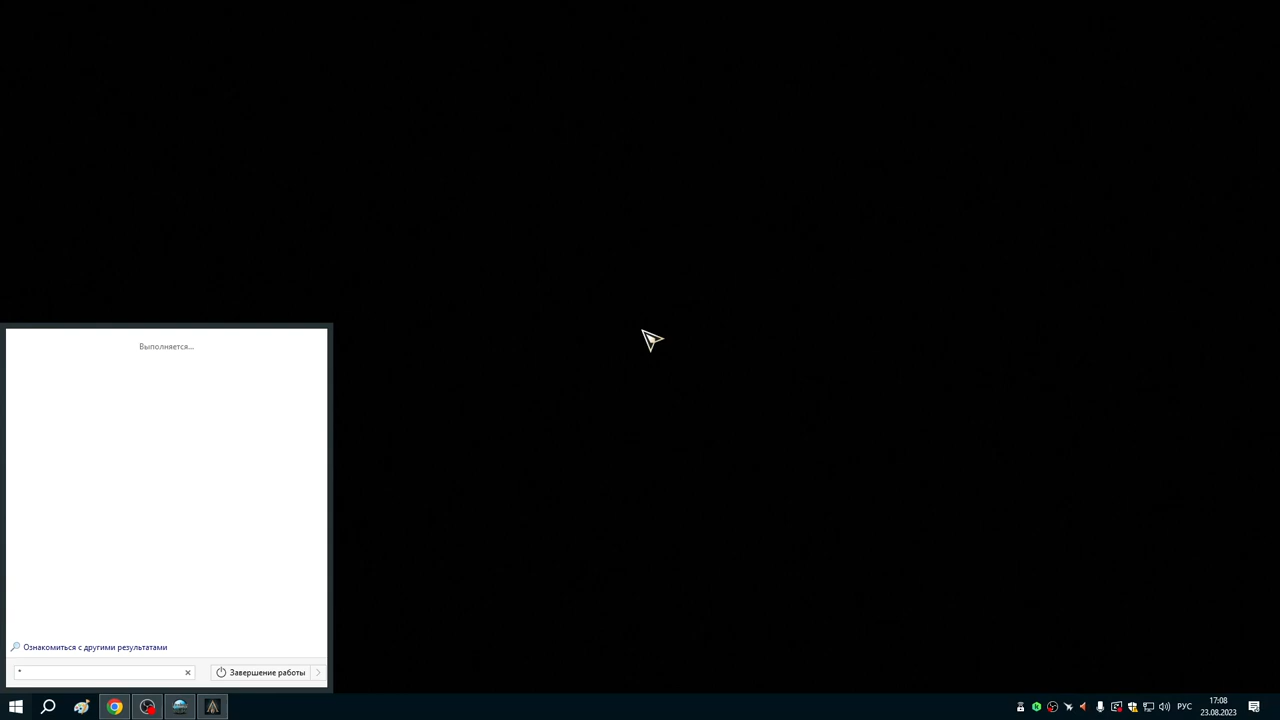 Выполняется...
Ознакомиться с другими результатами
*
Завершение работы
РУС
17:08
23.08.2023